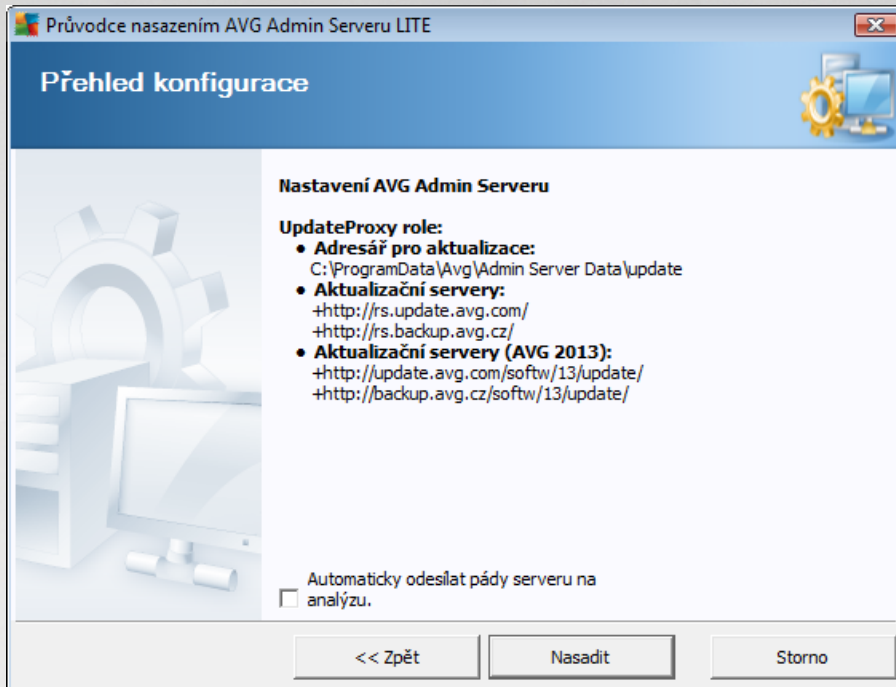 Průvodce nasazením AVG Admin Serveru LITE
Přehled konfigurace
Nastavení AVG Admin Serveru
UpdateProxy role:
• Adresář pro aktualizace:
C:\ProgramData\Avg\Admin Server Data\update
• Aktualizační servery:
+http://rs.update.avg.com/
+http://rs.backup.avg.cz/
• Aktualizační servery (AVG 2013):
+http://update.avg.com/softw/13/update/
+http://backup.avg.cz/softw/13/update/
Automaticky odesílat pády serveru na
analýzu.
<< Zpět
Nasadit
Storno